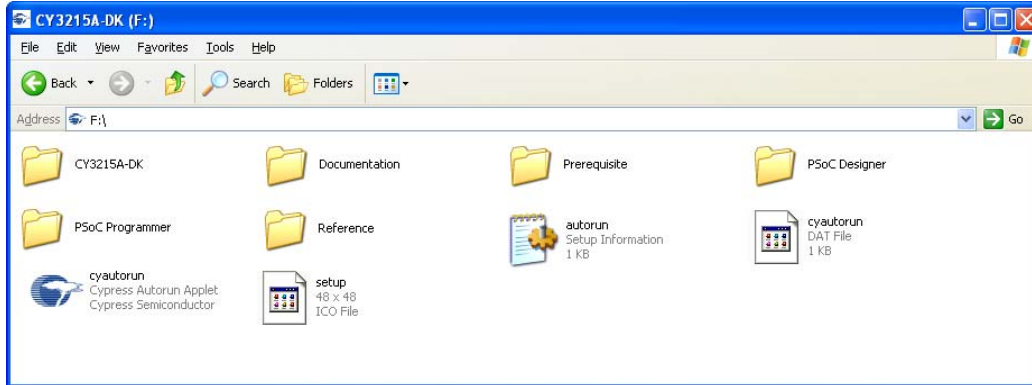 CY3215A-DK (F:)
File Edit View Favorites Tools Help
Back Search Folders
Address F:\ Go
CY3215A-DK Documentation Prerequisite PSoC Designer
PSoC Programmer Reference
autorun
Setup Information
1 KB
cyautorun
DAT File
1 KB
cyautorun
Cypress Autorun Applet
Cypress Semiconductor
setup
48 x 48
ICO File